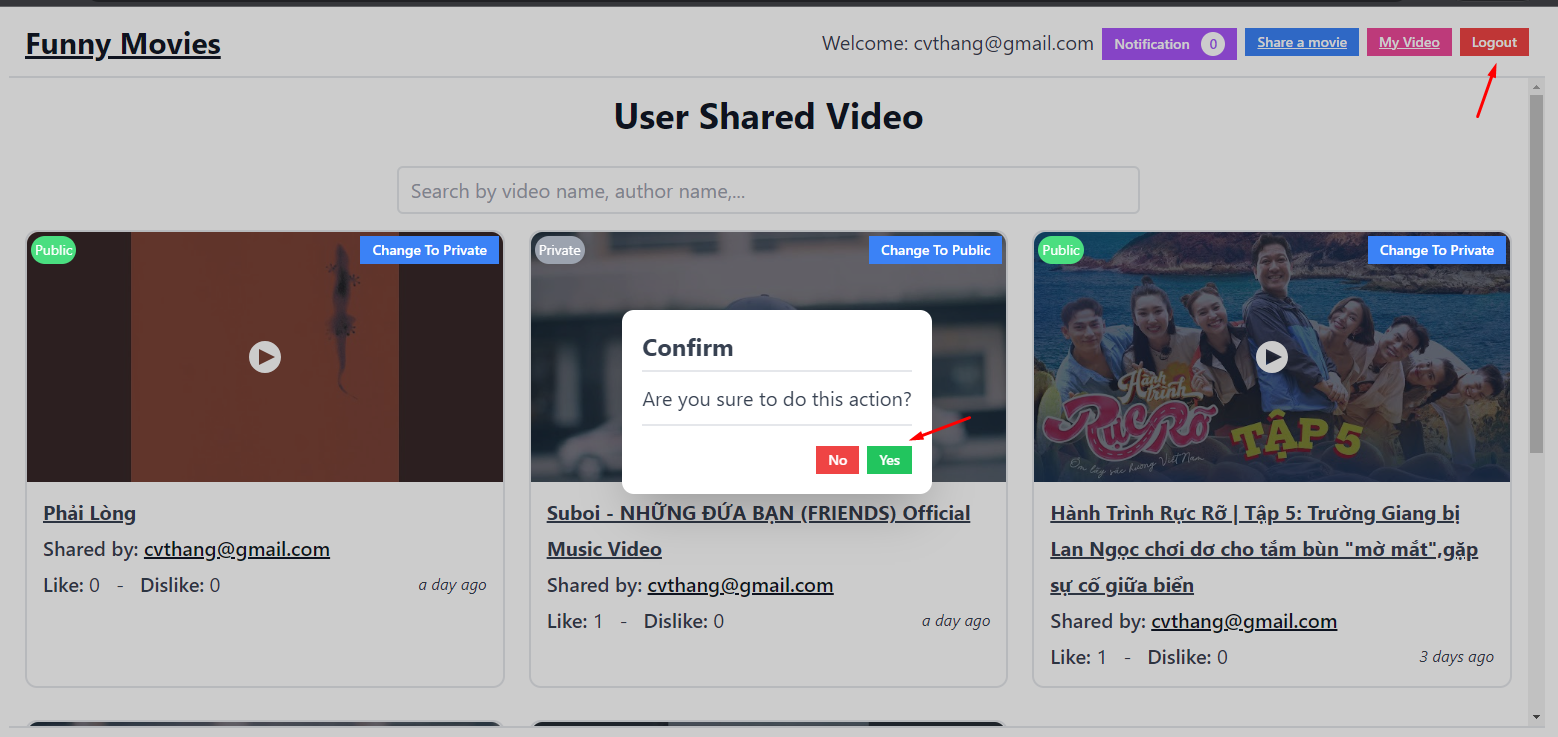 Funny Movies
Welcome: cvthang@gmail.com Notification 0 Share a movie My Video Logout
User Shared Video
Search by video name, author name,...
Public Change To Private
Private Change To Public
Public Change To Private
Hành trình
Rực Rỡ
TẬP 5
Confirm
Are you sure to do this action?
No Yes
Phải Lòng
Shared by: cvthang@gmail.com
Like: 0 - Dislike: 0 a day ago
Suboi - NHỮNG ĐỨA BẠN (FRIENDS) Official
Music Video
Shared by: cvthang@gmail.com
Like: 1 - Dislike: 0 a day ago
Hành Trình Rực Rỡ | Tập 5: Trường Giang bị
Lan Ngọc chơi dơ cho tắm bùn "mờ mắt",gặp
sự cố giữa biển
Shared by: cvthang@gmail.com
Like: 1 - Dislike: 0 3 days ago